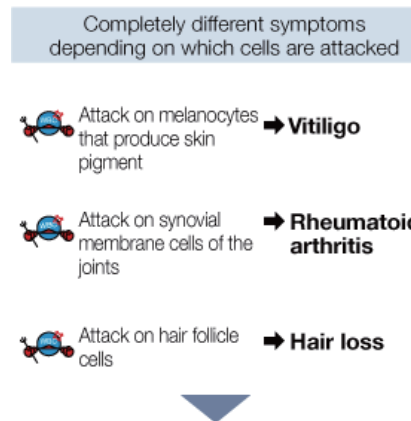 Completely different symptoms
depending on which cells are attacked
Attack on melanocytes
that produce skin
pigment
➡ Vitiligo
Attack on synovial
membrane cells of the
joints
➡ Rheumatoid
arthritis
Attack on hair follicle
cells
➡ Hair loss